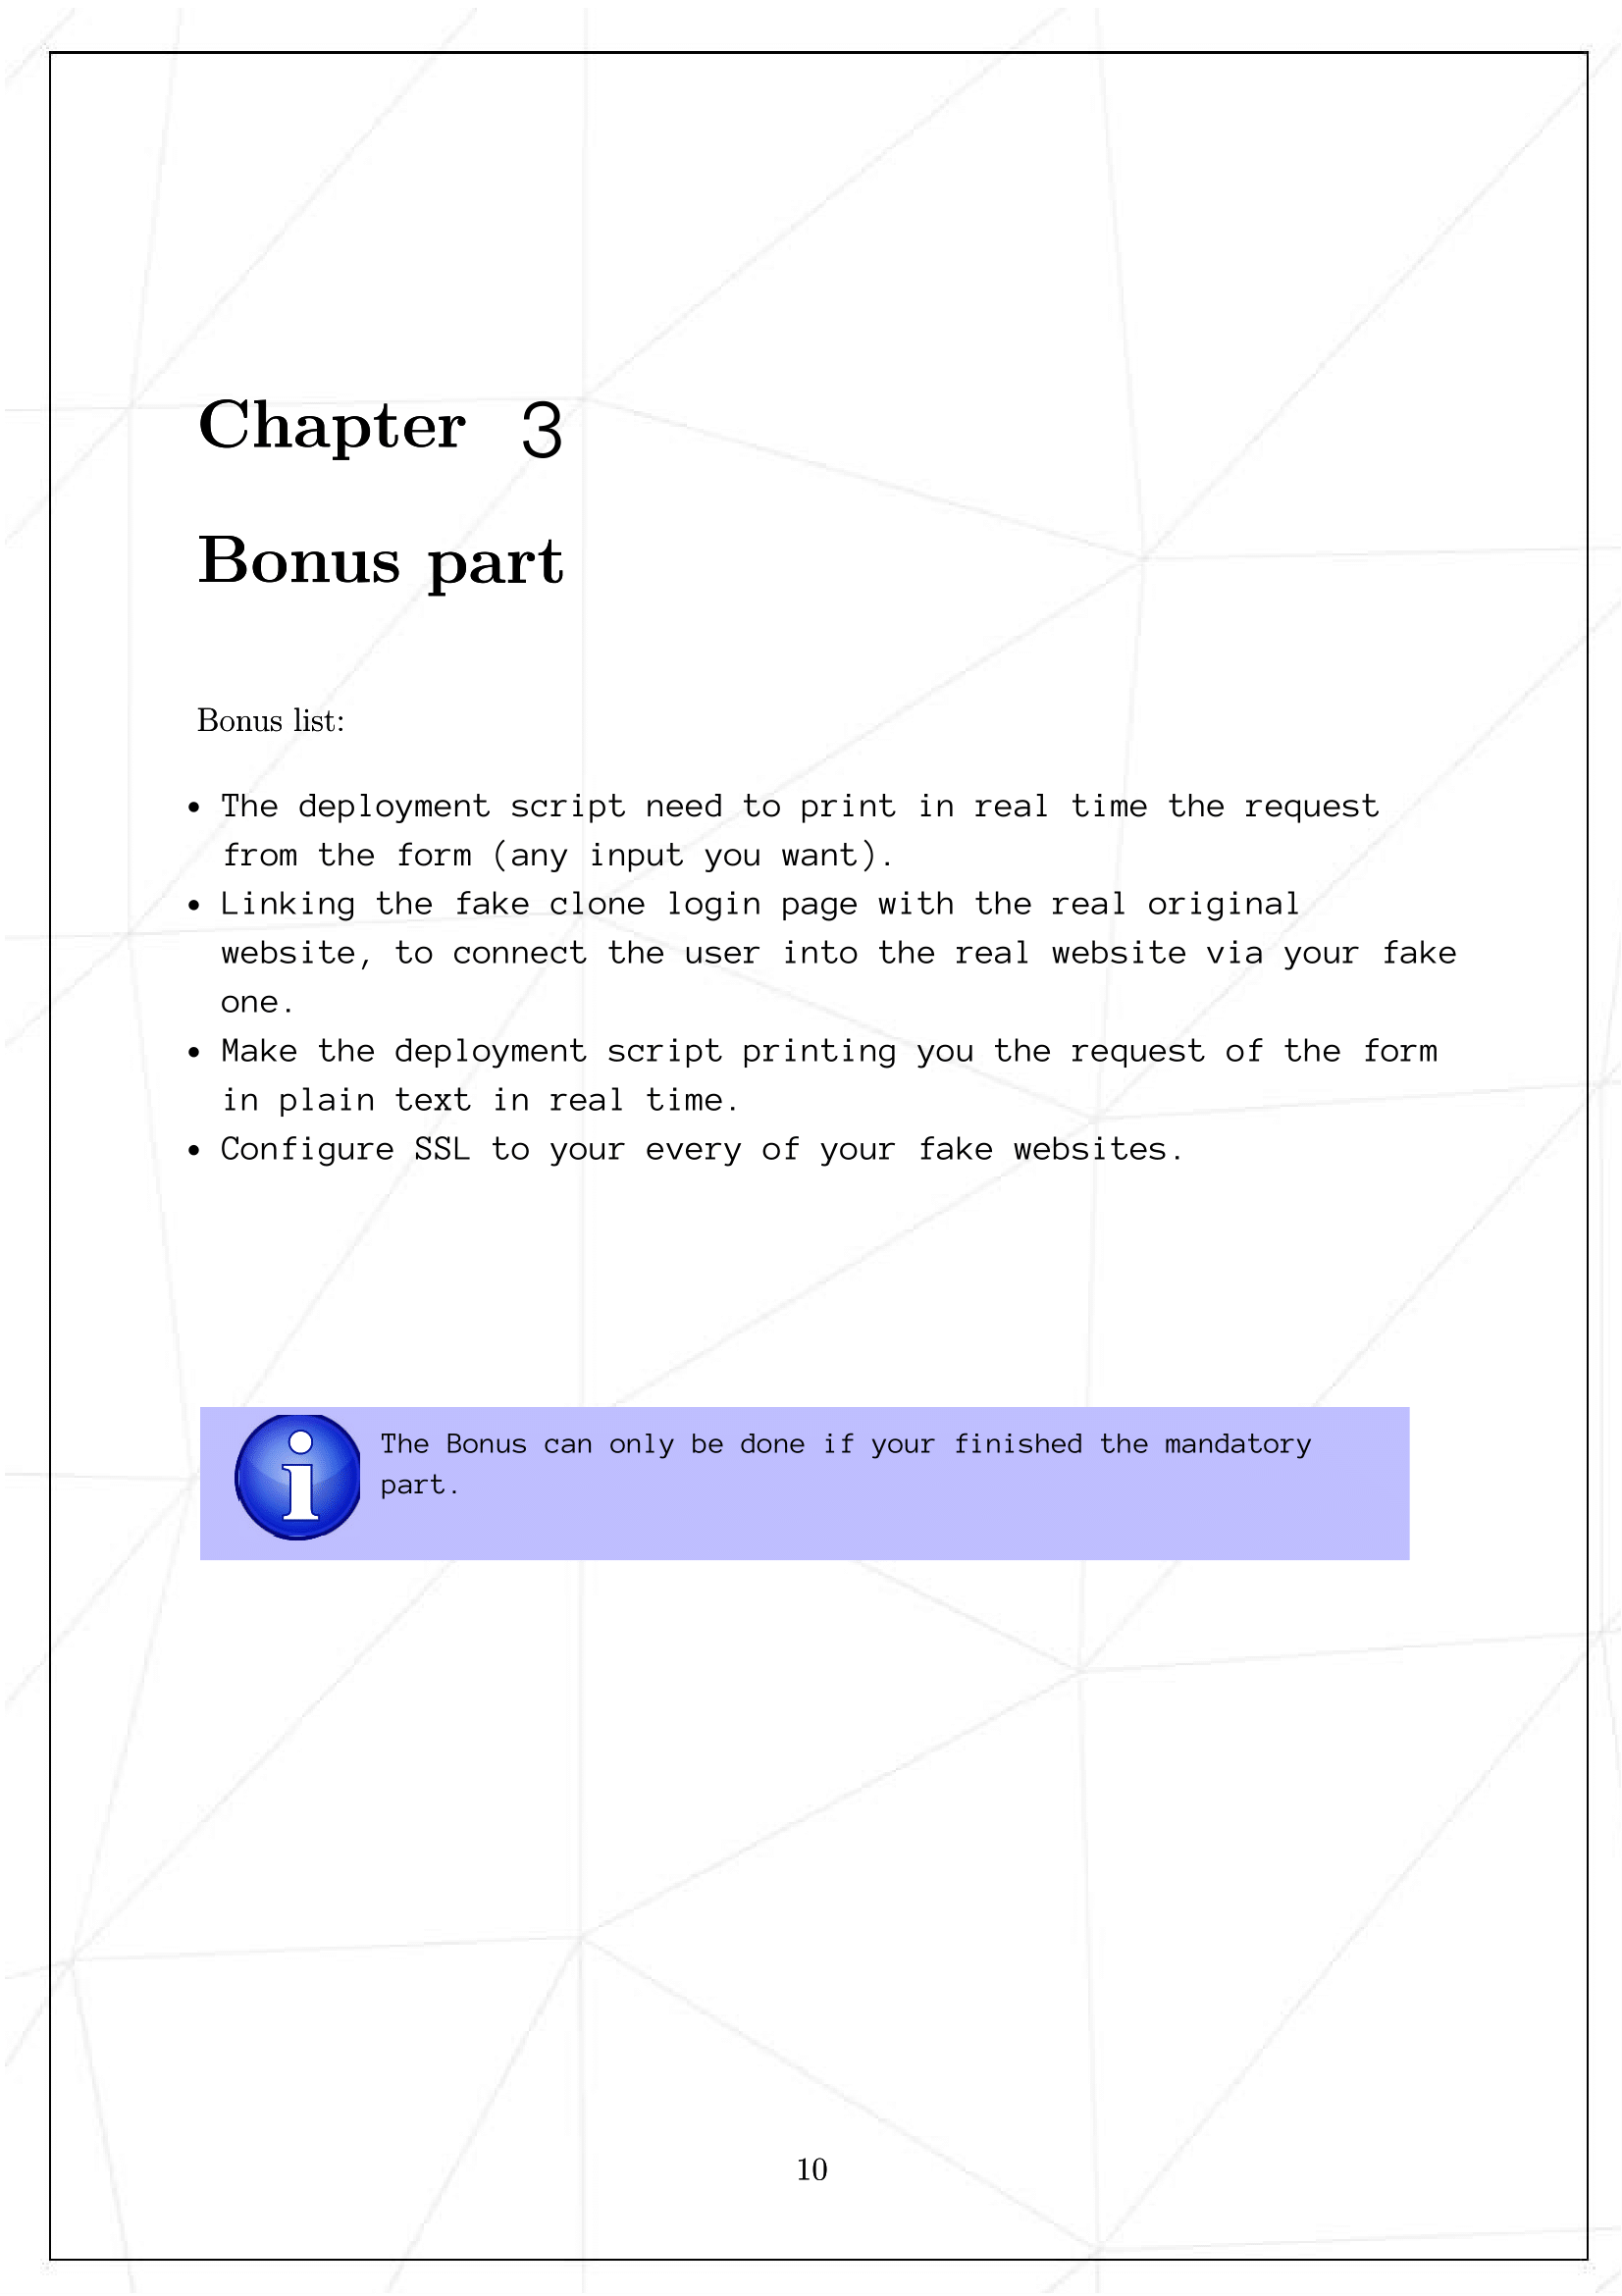 Chapter 3
Bonus part
Bonus list:
• The deployment script need to print in real time the request
from the form (any input you want).
• Linking the fake clone login page with the real original
website, to connect the user into the real website via your fake
one.
• Make the deployment script printing you the request of the form
in plain text in real time.
• Configure SSL to your every of your fake websites.
The Bonus can only be done if your finished the mandatory
part.
10